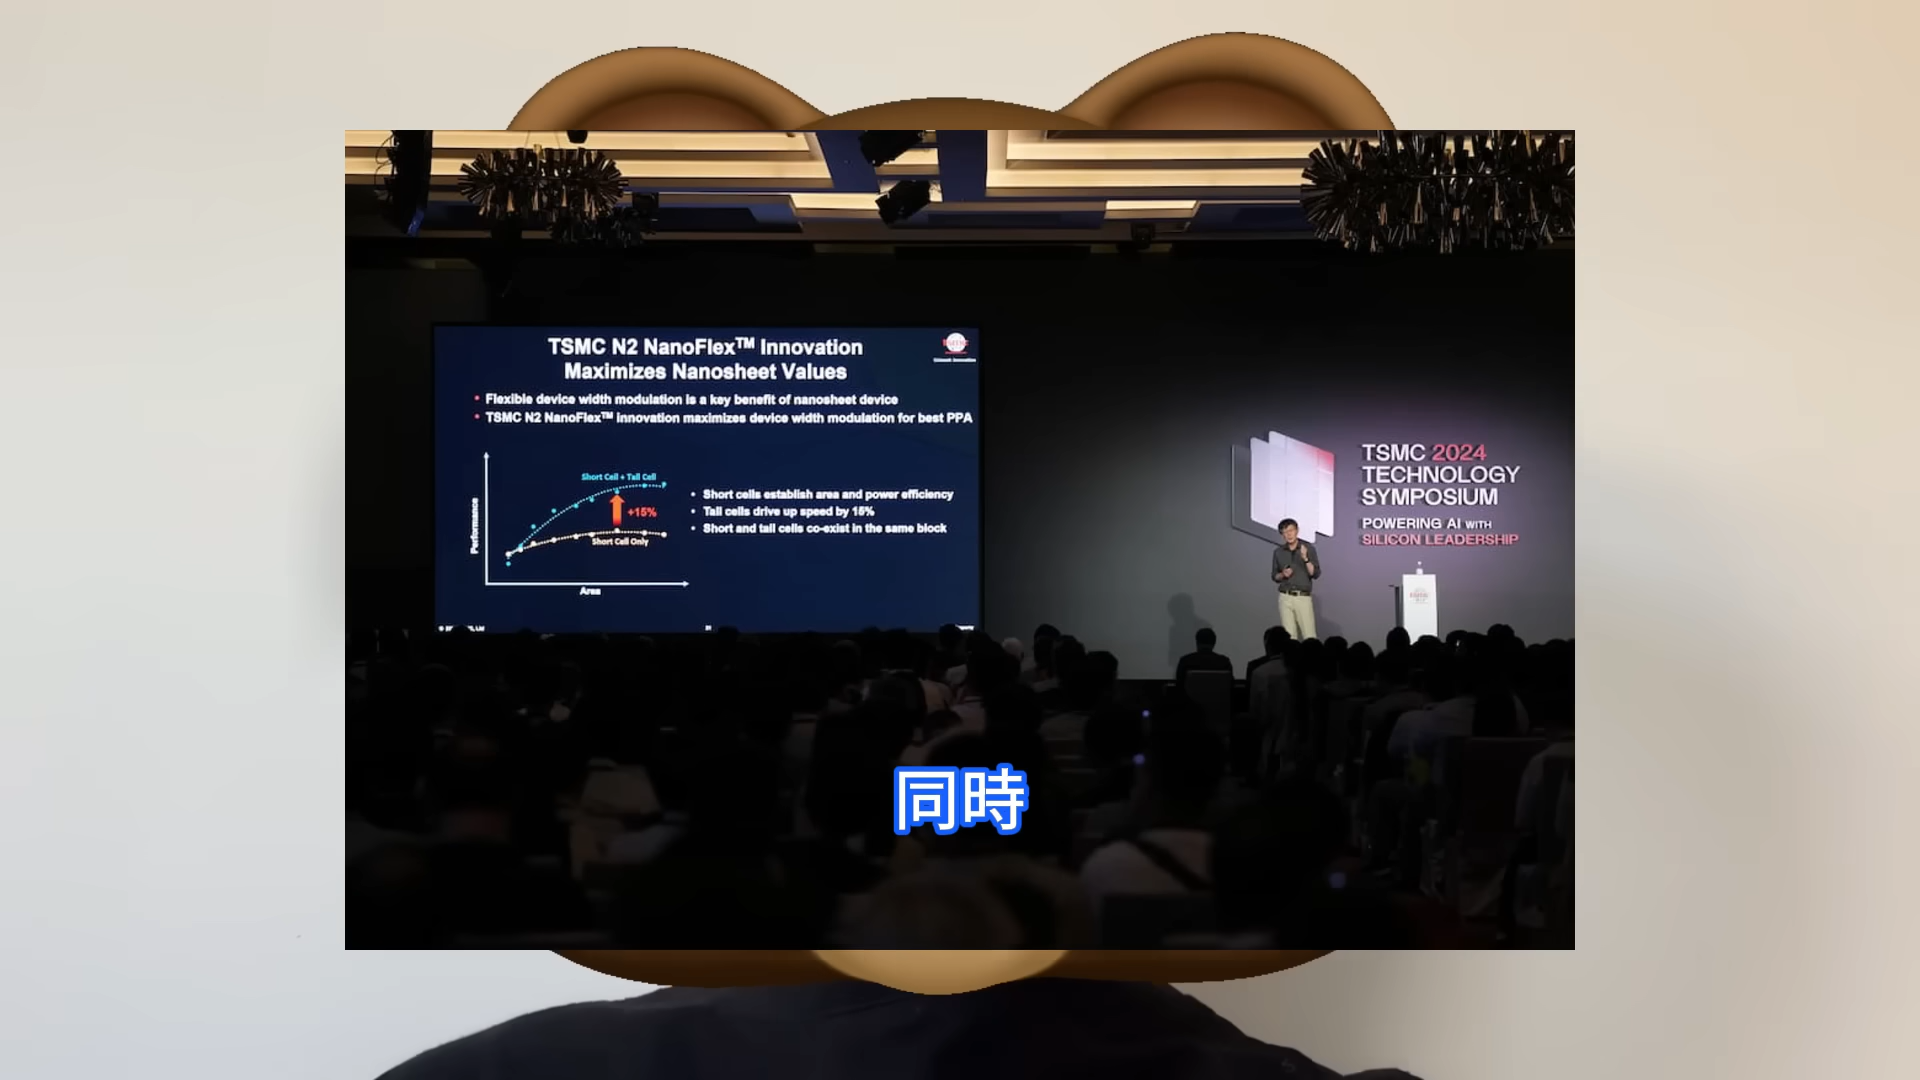 TSMC N2 NanoFlex™ Innovation
Maximizes Nanosheet Values
• Flexible device width modulation is a key benefit of nanosheet device
• TSMC N2 NanoFlex™ innovation maximizes device width modulation for best PPA
Short Cell + Tall Cell
+15%
Short Cell Only
Performance
Area
• Short cells establish area and power efficiency
• Tall cells drive up speed by 15%
• Short and tall cells co-exist in the same block
TSMC 2024
TECHNOLOGY
SYMPOSIUM
POWERING AI WITH
SILICON LEADERSHIP
同時